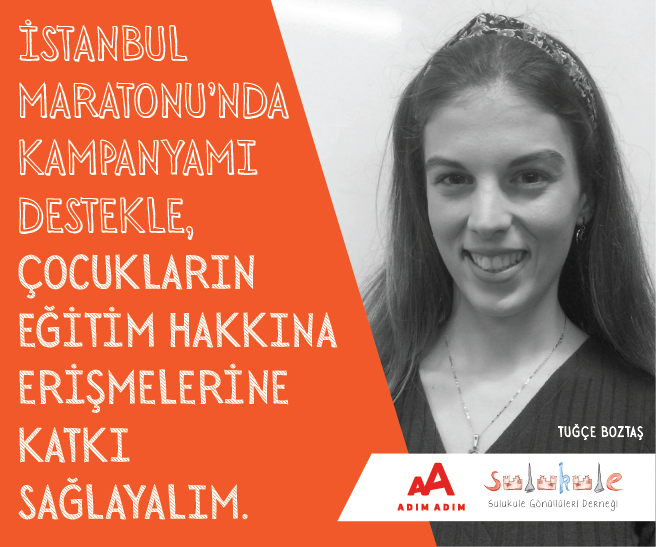 İSTANBUL
MARATONU'NDA
KAMPANYAMI
DESTEKLE,
ÇOCUKLARIN
EĞİTİM HAKKINA
ERİŞMELERİNE
KATKI
SAĞLAYALIM.
TUĞÇE BOZTAŞ
AA
ADIM ADIM
sulukule
Sulukule Gönüllüleri Derneği